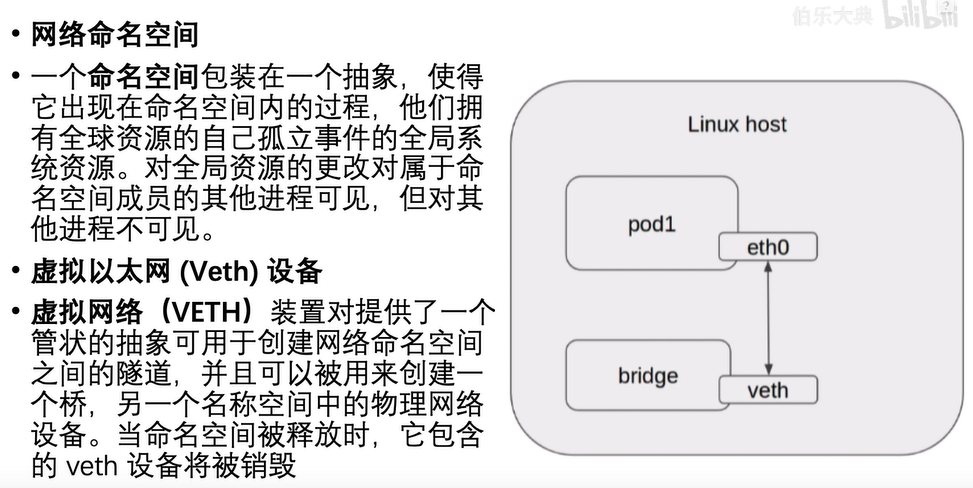 伯乐大典 bilibili
• 网络命名空间
• 一个命名空间包装在一个抽象，使得
它出现在命名空间内的过程，他们拥
有全球资源的自己孤立事件的全局系
统资源。对全局资源的更改对属于命
名空间成员的其他进程可见，但对其
他进程不可见。
• 虚拟以太网 (Veth) 设备
• 虚拟网络（VETH）装置对提供了一个
管状的抽象可用于创建网络命名空间
之间的隧道，并且可以被用来创建一
个桥，另一个名称空间中的物理网络
设备。当命名空间被释放时，它包含
的 veth 设备将被销毁
Linux host
pod1
eth0
bridge
veth